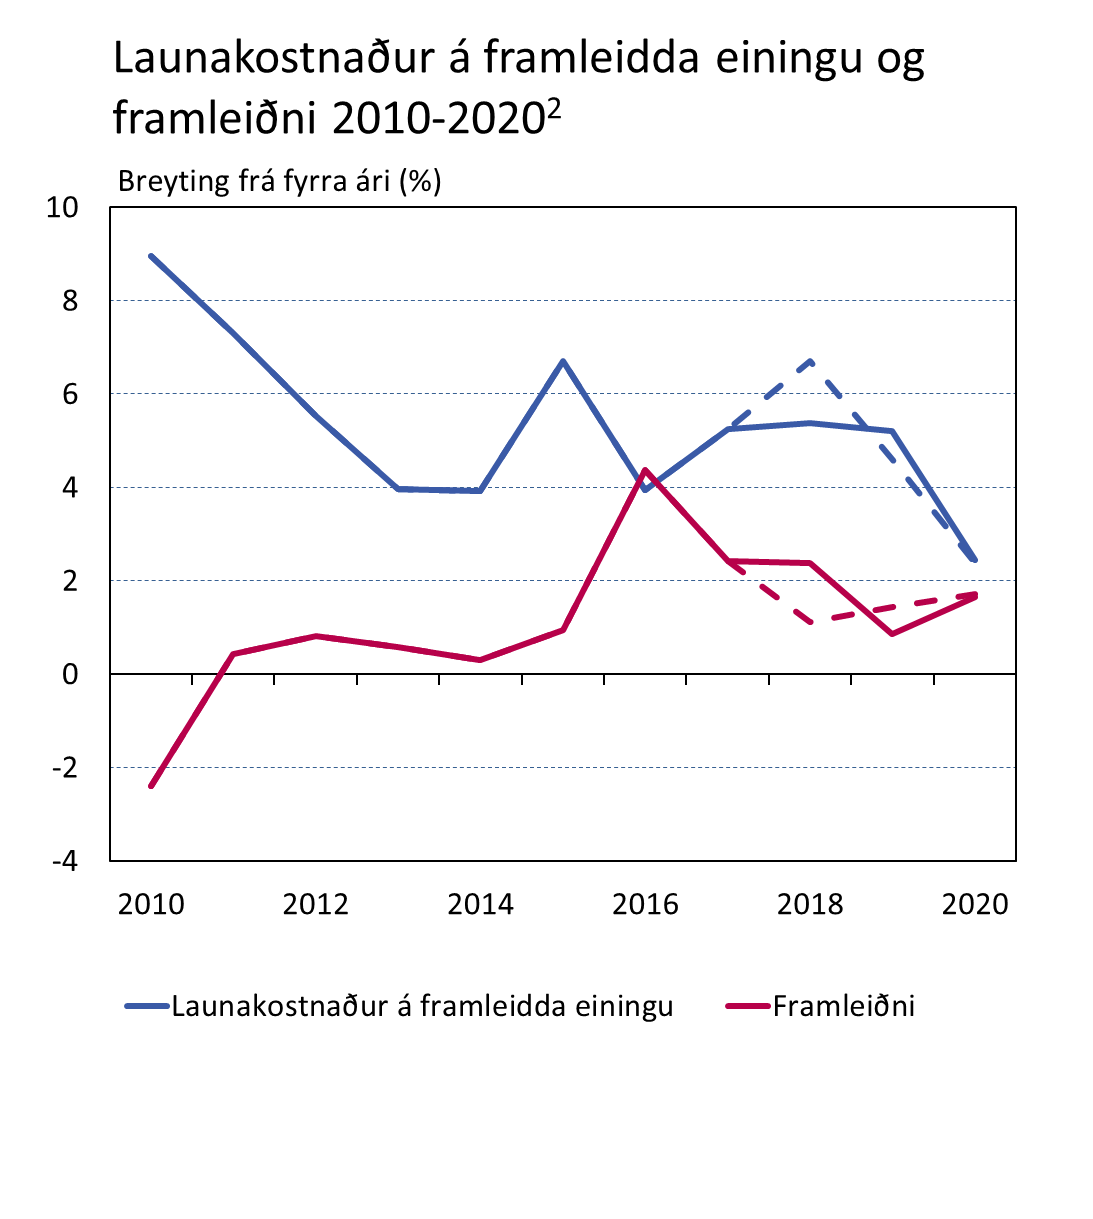 Launakostnaður á framleidda einingu og
framleiðni 2010-2020²
Breyting frá fyrra ári (%)
10
8
6
4
2
0
-2
-4
2010 2012 2014 2016 2018 2020
Launakostnaður á framleidda einingu Framleiðni